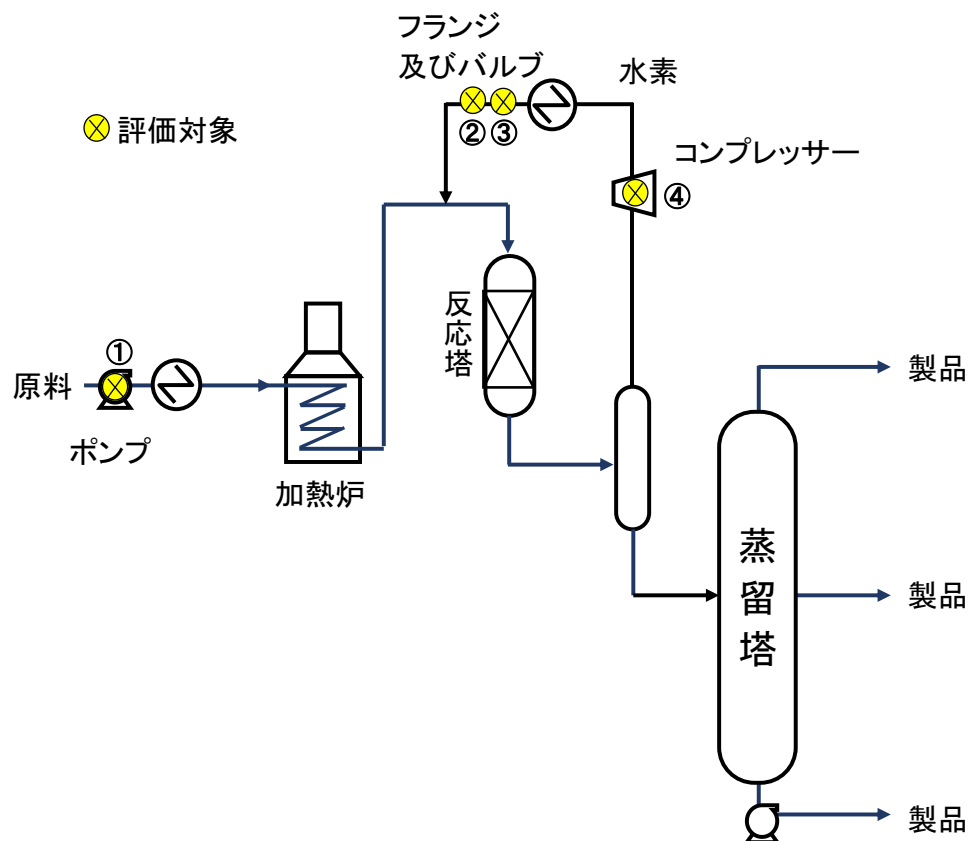 フランジ
及びバルブ
水素
評価対象
② ③
コンプレッサー
④
反応塔
①
原料
製品
ポンプ
加熱炉
蒸留塔
製品
製品